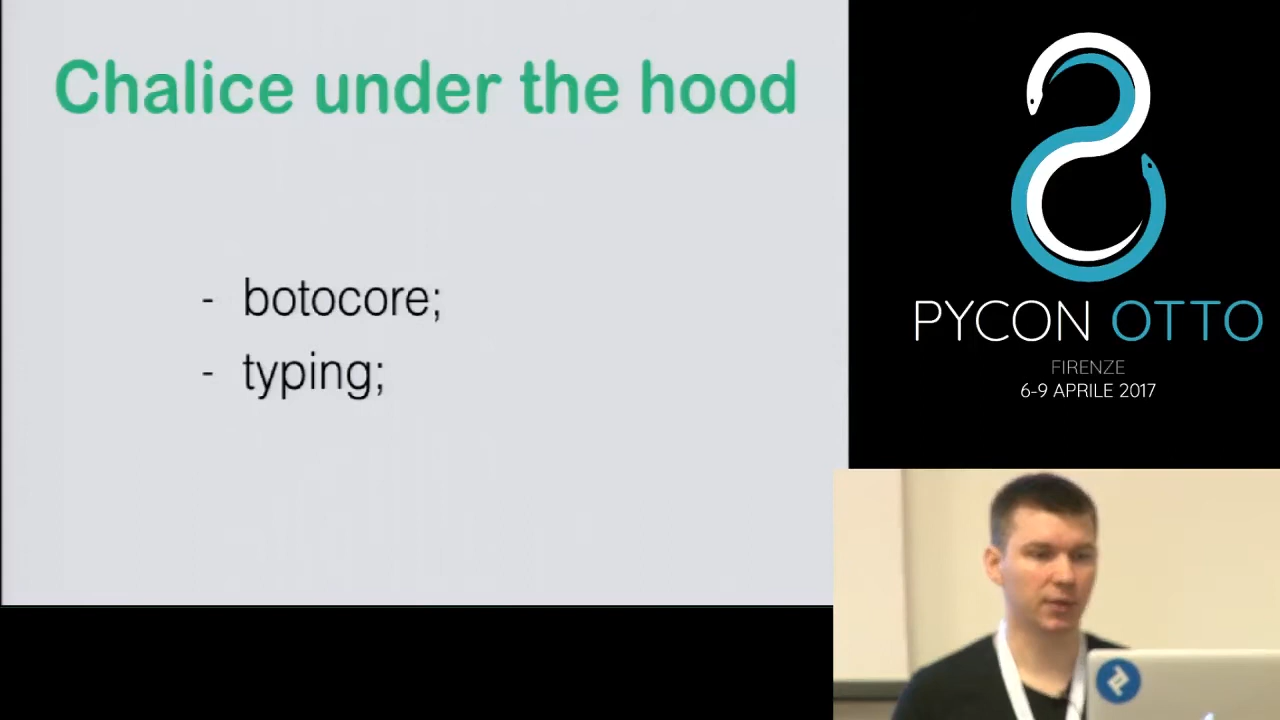 Chalice under the hood
- botocore;
- typing;
PYCON OTTO
FIRENZE
6-9 APRILE 2017